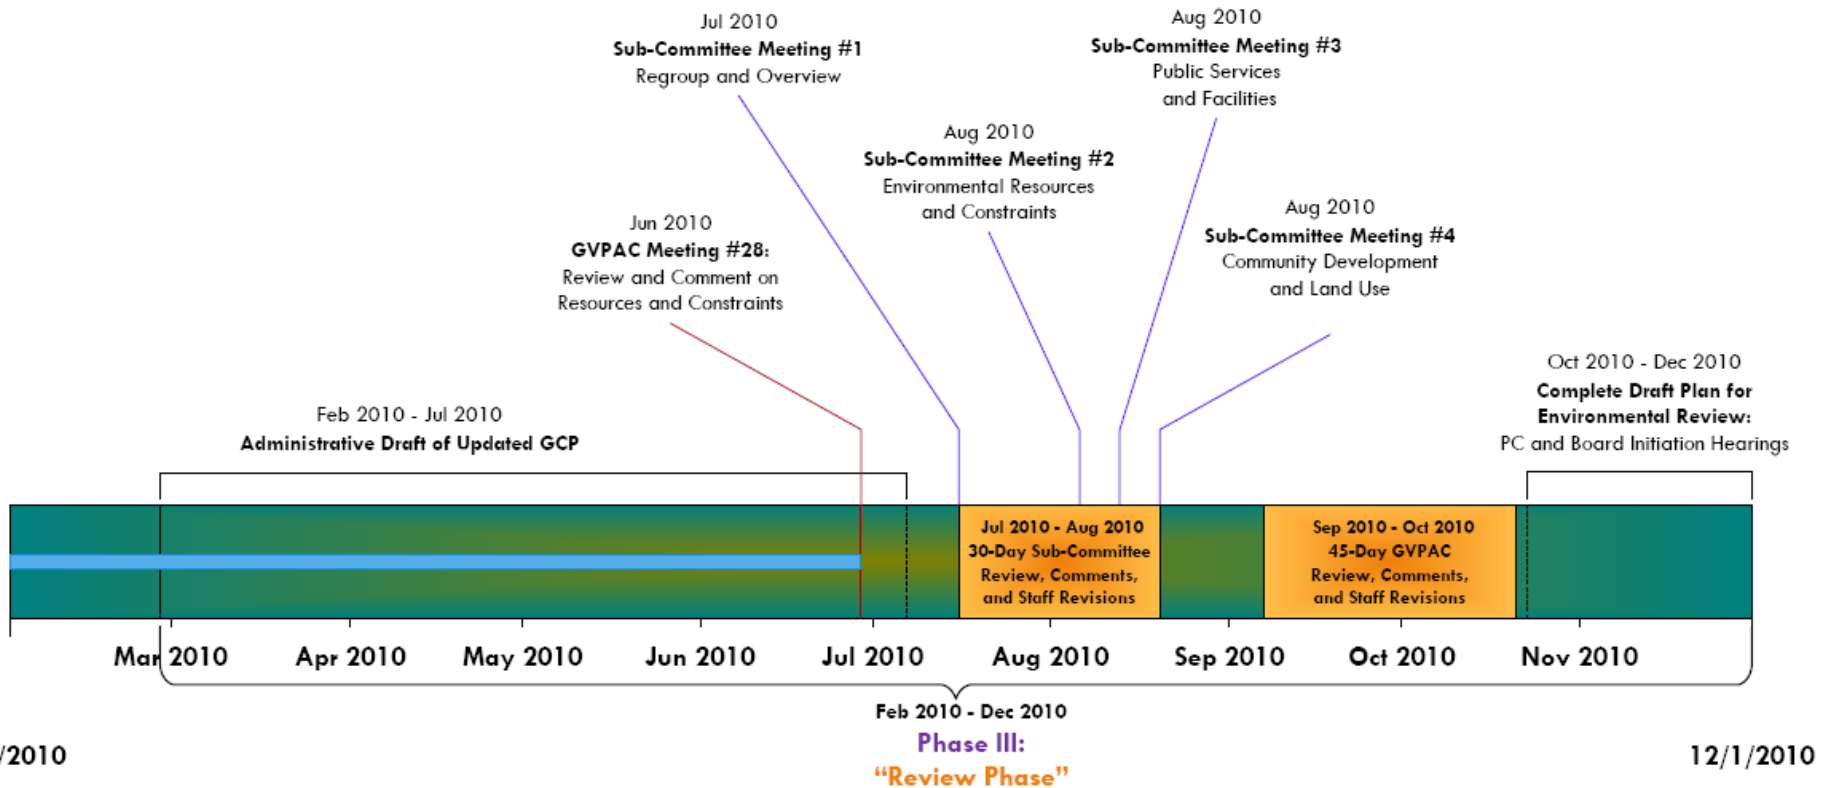 Jul 2010
Sub-Committee Meeting #1
Regroup and Overview
Aug 2010
Sub-Committee Meeting #3
Public Services
and Facilities
Aug 2010
Sub-Committee Meeting #2
Environmental Resources
and Constraints
Jun 2010
GVPAC Meeting #28:
Review and Comment on
Resources and Constraints
Aug 2010
Sub-Committee Meeting #4
Community Development
and Land Use
Feb 2010 - Jul 2010
Administrative Draft of Updated GCP
Oct 2010 - Dec 2010
Complete Draft Plan for
Environmental Review:
PC and Board Initiation Hearings
Jul 2010 - Aug 2010
30-Day Sub-Committee
Review, Comments,
and Staff Revisions
Sep 2010 - Oct 2010
45-Day GVPAC
Review, Comments,
and Staff Revisions
Mar 2010 Apr 2010 May 2010 Jun 2010 Jul 2010 Aug 2010 Sep 2010 Oct 2010 Nov 2010
Feb 2010 - Dec 2010
Phase III:
“Review Phase”
/2010
12/1/2010